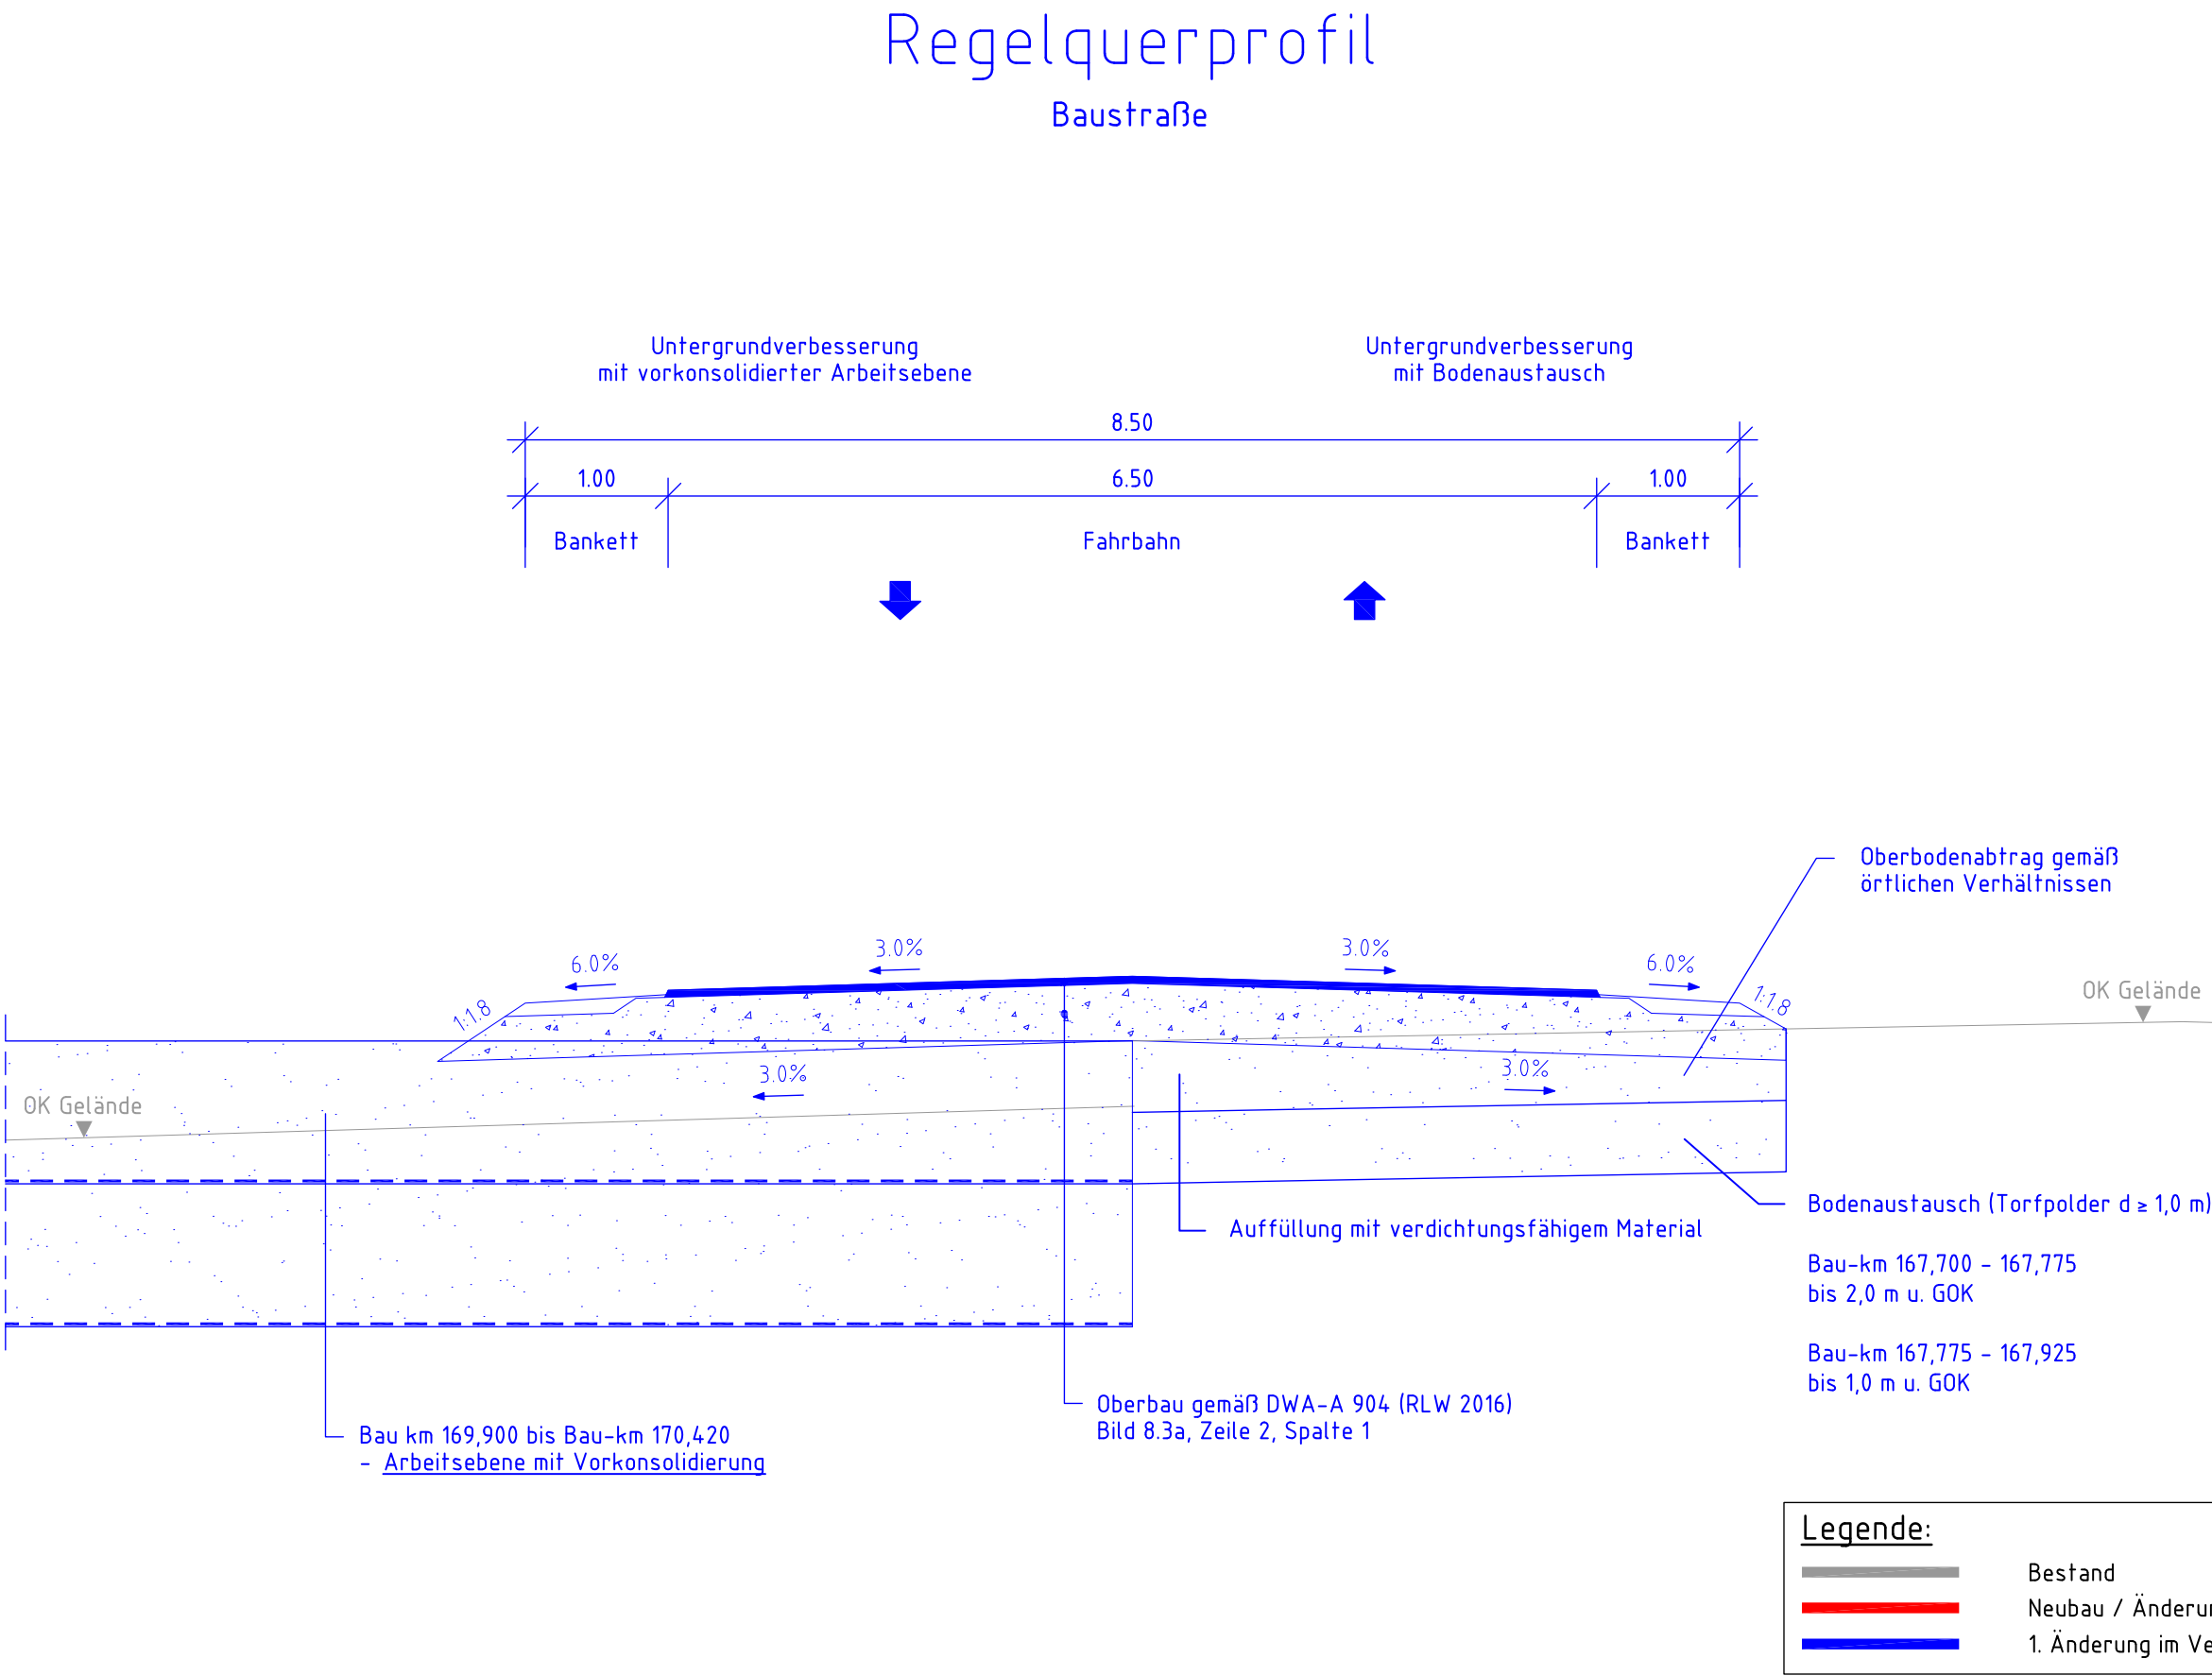 Regelquerprofil
Baustraße
Untergrundverbesserung
mit vorkonsolidierter Arbeitsebene
Untergrundverbesserung
mit Bodenaustausch
8.50
1.00
6.50
1.00
Bankett
Fahrbahn
Bankett
Oberbodenabtrag gemäß
örtlichen Verhältnissen
6.0%
3.0%
3.0%
6.0%
1:1.8
1:1.8
OK Gelände
3.0%
3.0%
OK Gelände
Bodenaustausch (Torfpolder d ≥ 1,0 m)
Auffüllung mit verdichtungsfähigem Material
Bau-km 167,700 - 167,775
bis 2,0 m u. GOK
Bau-km 167,775 - 167,925
bis 1,0 m u. GOK
Oberbau gemäß DWA-A 904 (RLW 2016)
Bild 8.3a, Zeile 2, Spalte 1
Bau km 169,900 bis Bau-km 170,420
- Arbeitsebene mit Vorkonsolidierung
Legende:
Bestand
Neubau /
1. Änderung im